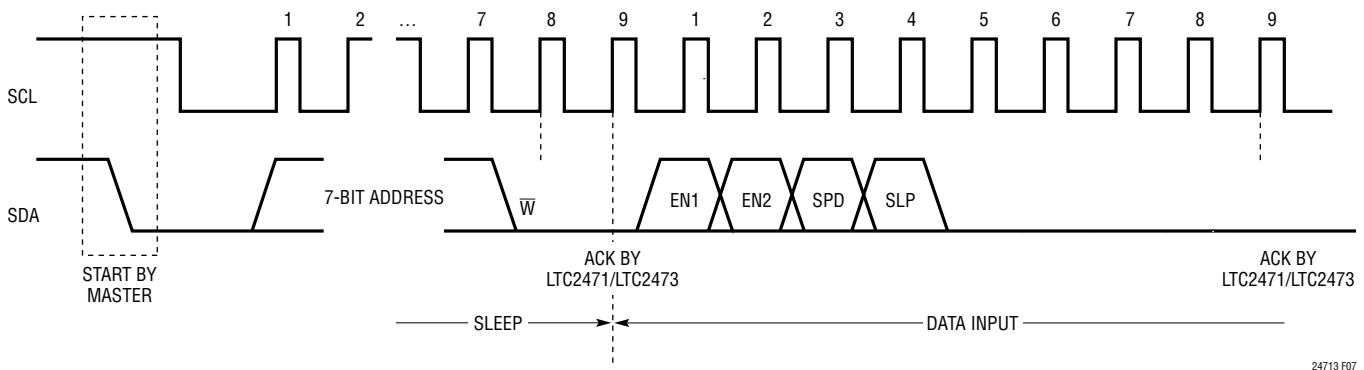 1 2 … 7 8 9 1 2 3 4 5 6 7 8 9
SCL
SDA
7-BIT ADDRESS
W̅
EN1 EN2 SPD SLP
START BY
MASTER
ACK BY
LTC2471/LTC2473
ACK BY
LTC2471/LTC2473
SLEEP
DATA INPUT
24713 F07